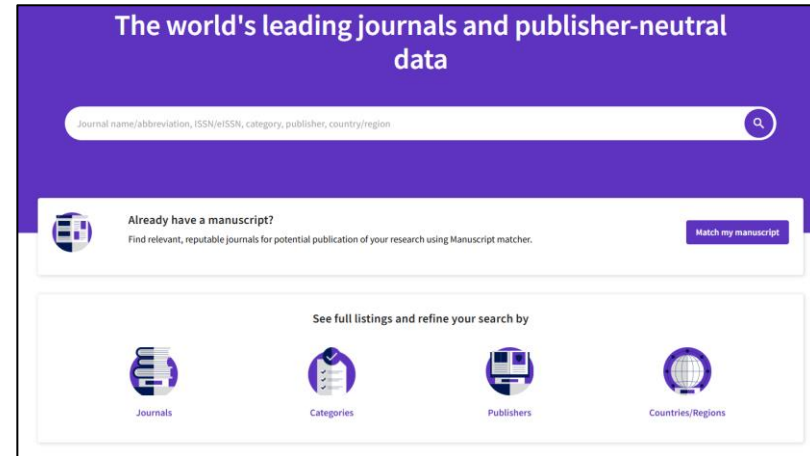 The world's leading journals and publisher-neutral
data
Journal name/abbreviation, ISSN/eISSN, category, publisher, country/region
Already have a manuscript?
Find relevant, reputable journals for potential publication of your research using Manuscript matcher.
Match my manuscript
See full listings and refine your search by
Journals
Categories
Publishers
Countries/Regions